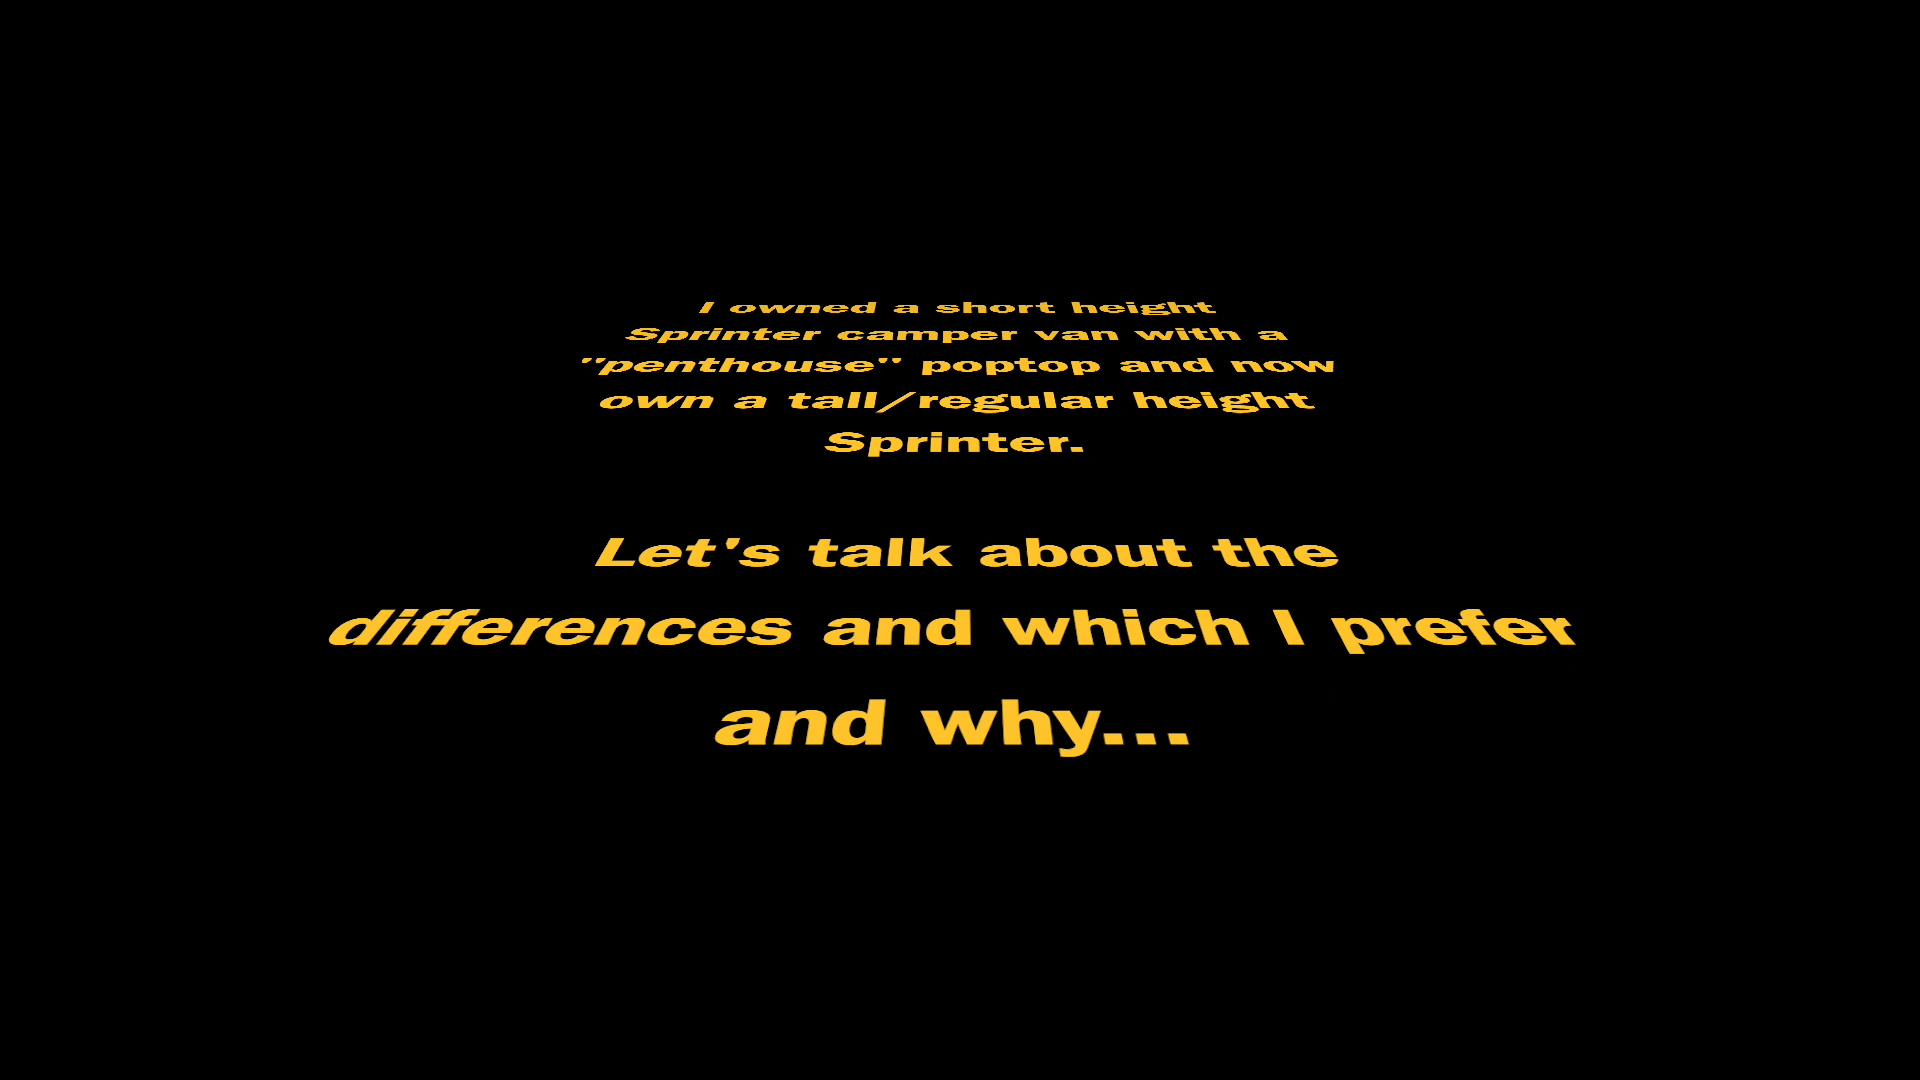 I owned a short height
Sprinter camper van with a
"penthouse" poptop and now
own a tall/regular height
Sprinter.
Let's talk about the
differences and which I prefer
and why...